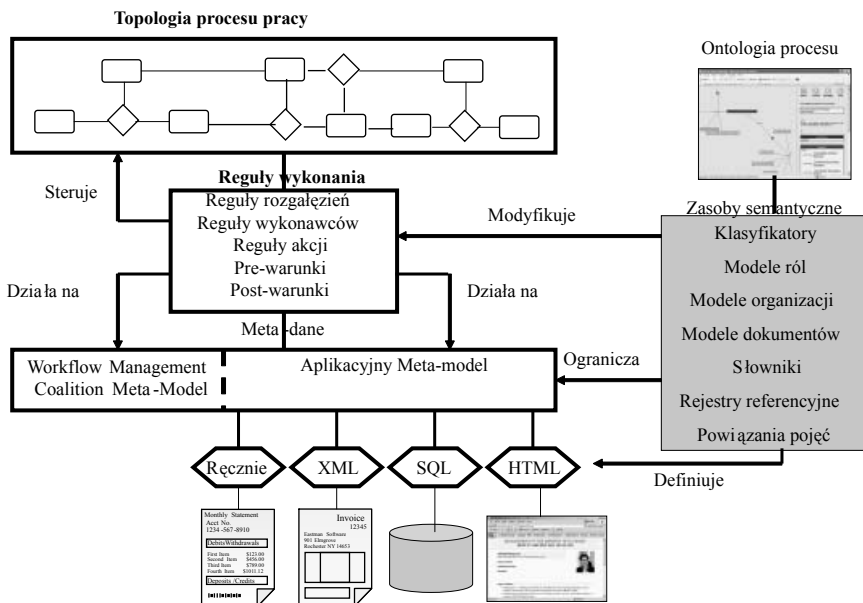 Topologia procesu pracy
Ontologia procesu
Steruje
Reguły wykonania
Reguły rozgałęzień
Reguły wykonawców
Reguły akcji
Pre-warunki
Post-warunki
Modyfikuje
Zasoby semantyczne
Klasyfikatory
Modele ról
Modele organizacji
Modele dokumentów
Słowniki
Rejestry referencyjne
Powiązania pojęć
Działa na
Działa na
Meta-dane
Workflow Management
Coalition Meta-Model
Aplikacyjny Meta-model
Ogranicza
Ręcznie
XML
SQL
HTML
Definiuje
Monthly Statement
Acct No.
1234-567-8910
Debits/Withdrawals
First Item $123.00
Second Item $456.00
Third Item $789.00
Fourth Item $1011.12
Deposits /Credits
Invoice
12345
Eastman Software
901 Elmgrove
Rochester NY 14653